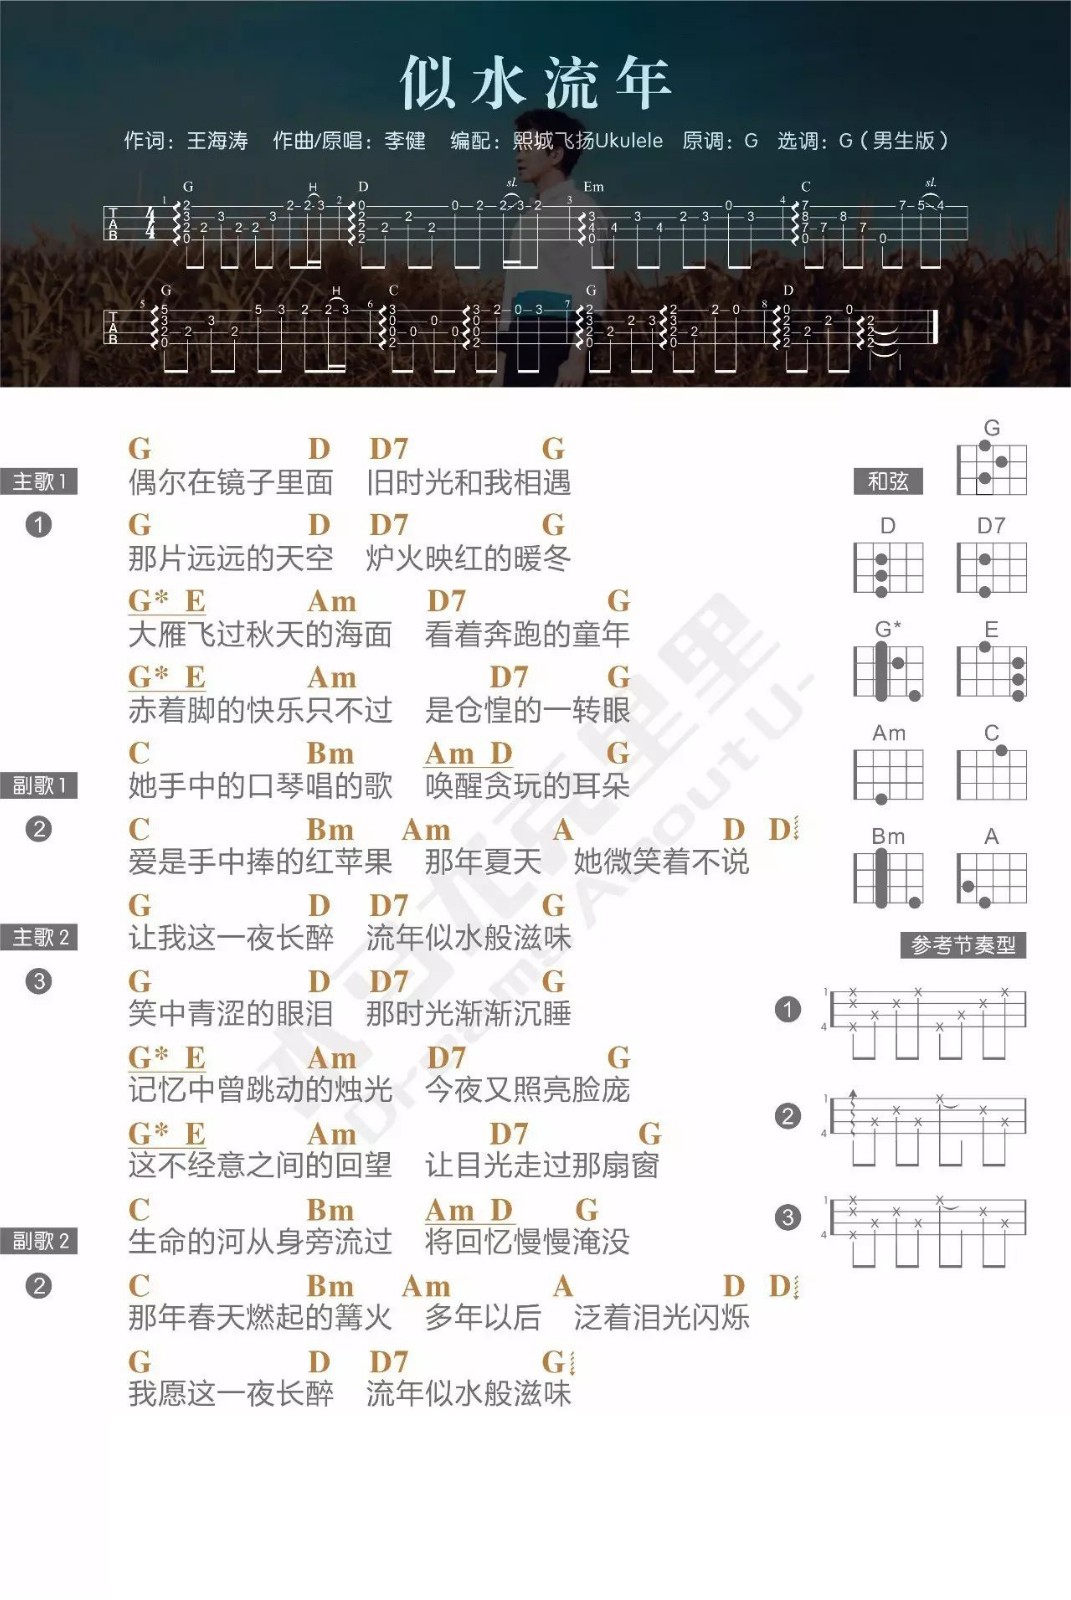 似水流年
作词：王海涛 作曲/原唱：李健 编配：熙城飞扬Ukulele 原调：G 选调：G（男生版）
G H D sl. Em C sl.
G H C G D
G D D7 G
主歌1 偶尔在镜子里面 旧时光和我相遇
① G D D7 G
那片远远的天空 炉火映红的暖冬
G* E Am D7 G
大雁飞过秋天的海面 看着奔跑的童年
G* E Am D7 G
赤着脚的快乐只不过 是仓惶的一转眼
C Bm Am D G
副歌1 她手中的口琴唱的歌 唤醒贪玩的耳朵
② C Bm Am A D D
爱是手中捧的红苹果 那年夏天 她微笑着不说
G D D7 G
主歌2 让我这一夜长醉 流年似水般滋味
③ G D D7 G
笑中青涩的眼泪 那时光渐渐沉睡
G* E Am D7 G
记忆中曾跳动的烛光 今夜又照亮脸庞
G* E Am D7 G
这不经意之间的回望 让目光走过那扇窗
C Bm Am D G
副歌2 生命的河从身旁流过 将回忆慢慢淹没
② C Bm Am A D D
那年春天燃起的篝火 多年以后 泛着泪光闪烁
G D D7 G
我愿这一夜长醉 流年似水般滋味
和弦
G
D D7
G* E
Am C
Bm A
参考节奏型
①
②
③